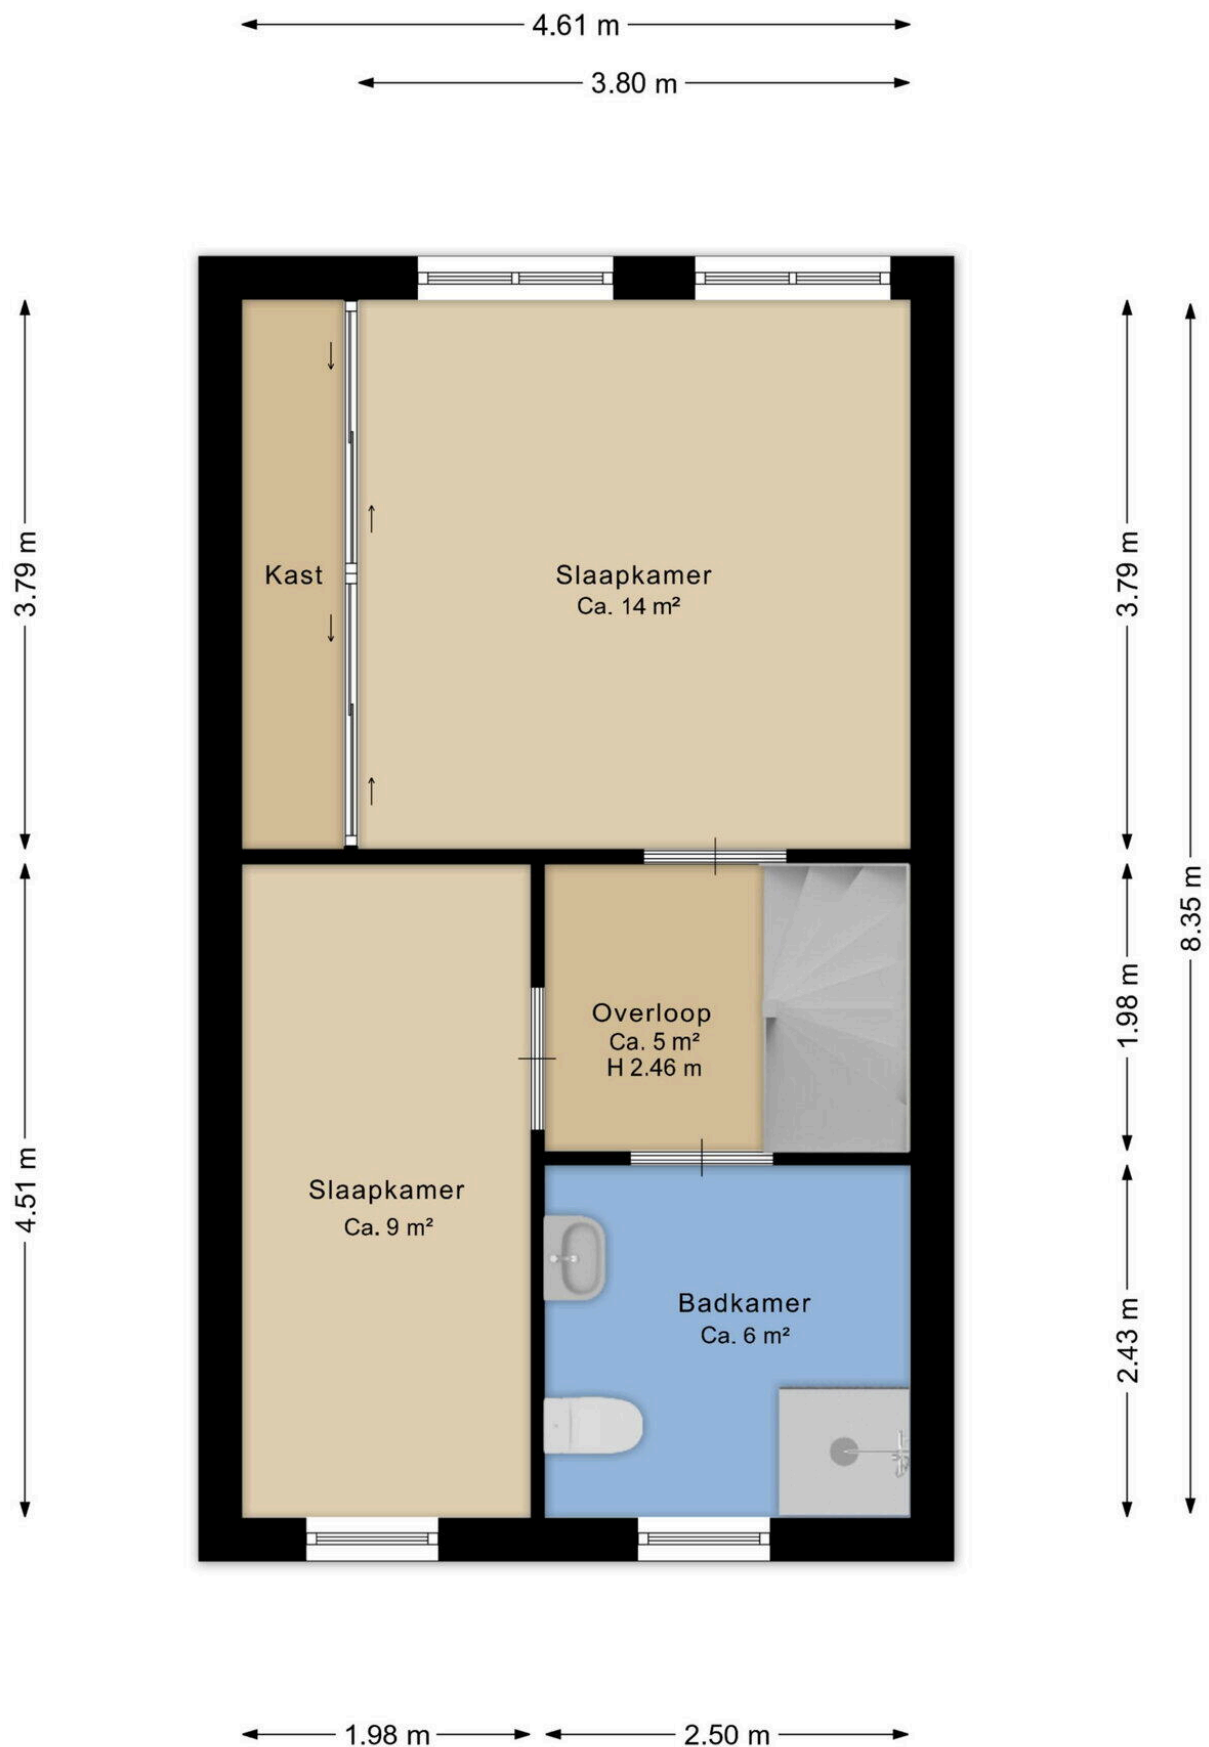 4.61 m
3.80 m
3.79 m
3.79 m
8.35 m
Kast
Slaapkamer
Ca. 14 m²
1.98 m
Overloop
Ca. 5 m²
H 2.46 m
4.51 m
Slaapkamer
Ca. 9 m²
Badkamer
Ca. 6 m²
2.43 m
1.98 m
2.50 m